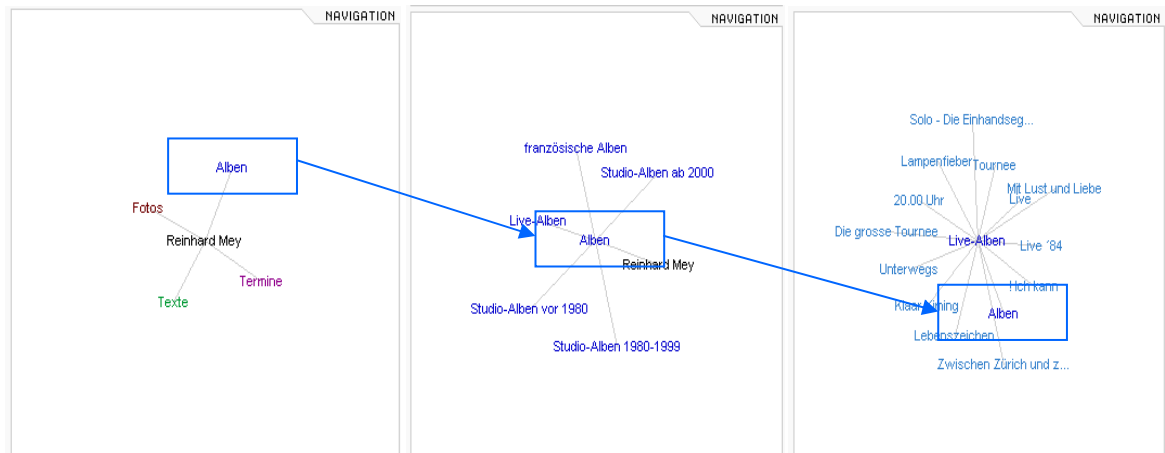 NAVIGATION
Alben
Fotos
Reinhard Mey
Termine
Texte
NAVIGATION
französische Alben
Studio-Alben ab 2000
Live-Alben
Alben
Reinhard Mey
Studio-Alben vor 1980
Studio-Alben 1980-1999
NAVIGATION
Solo - Die Einhandseg...
Lampenfieber
Tournee
Mit Lust und Liebe
20.00 Uhr
Live
Die grosse Tournee
Live-Alben
Live ´84
Unterwegs
kann
Alben
Lebenszeichen
Zwischen Zürich und z...